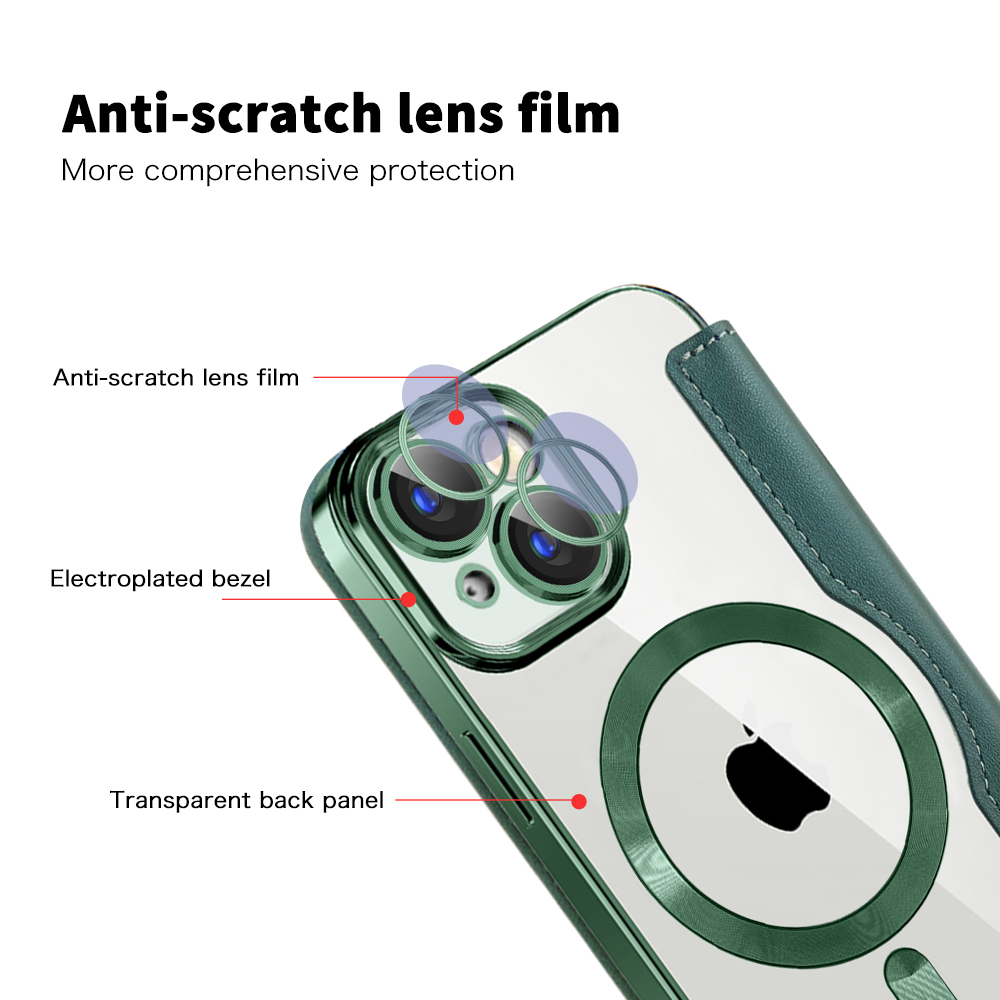 Anti-scratch lens film
More comprehensive protection
Anti-scratch lens film
Electroplated bezel
Transparent back panel